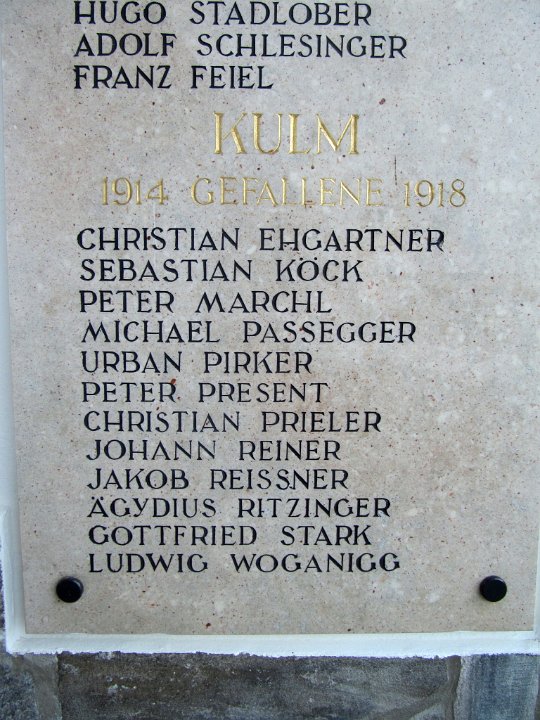 HUGO STADLOBER
ADOLF SCHLESINGER
FRANZ FEIEL
KULM
1914 GEFALLENE 1918
CHRISTIAN EHGARTNER
SEBASTIAN KÖCK
PETER MARCHL
MICHAEL PASSEGGER
URBAN PIRKER
PETER PRESENT
CHRISTIAN PRIELER
JOHANN REINER
JAKOB REISSNER
ÄGYDIUS RITZINGER
GOTTFRIED STARK
LUDWIG WOGANIGG